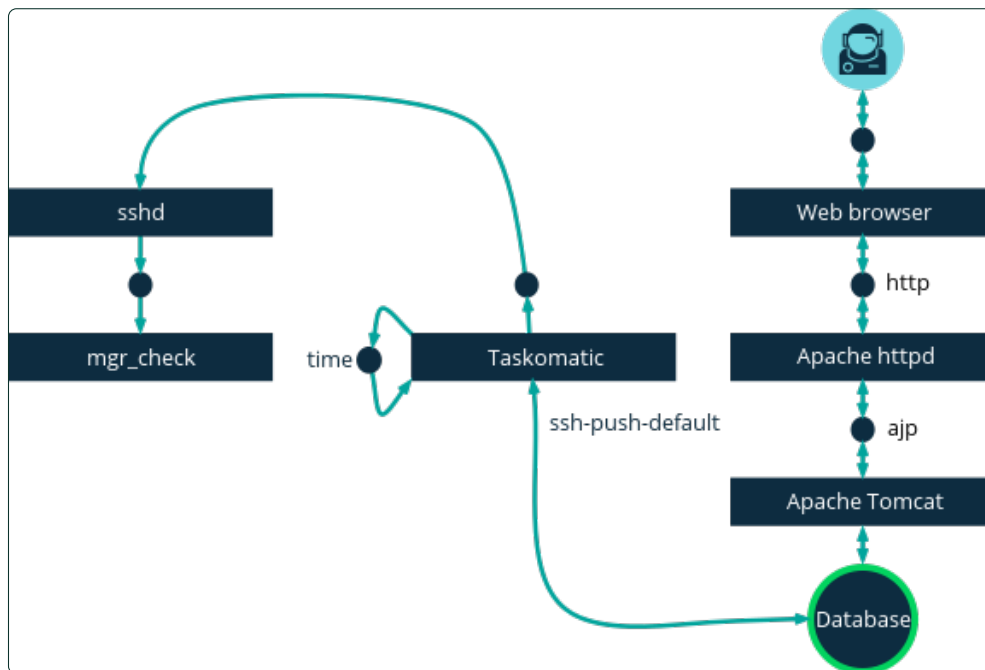 sshd
Web browser
http
mgr_check
time
Taskomatic
Apache httpd
ssh-push-default
ajp
Apache Tomcat
Database